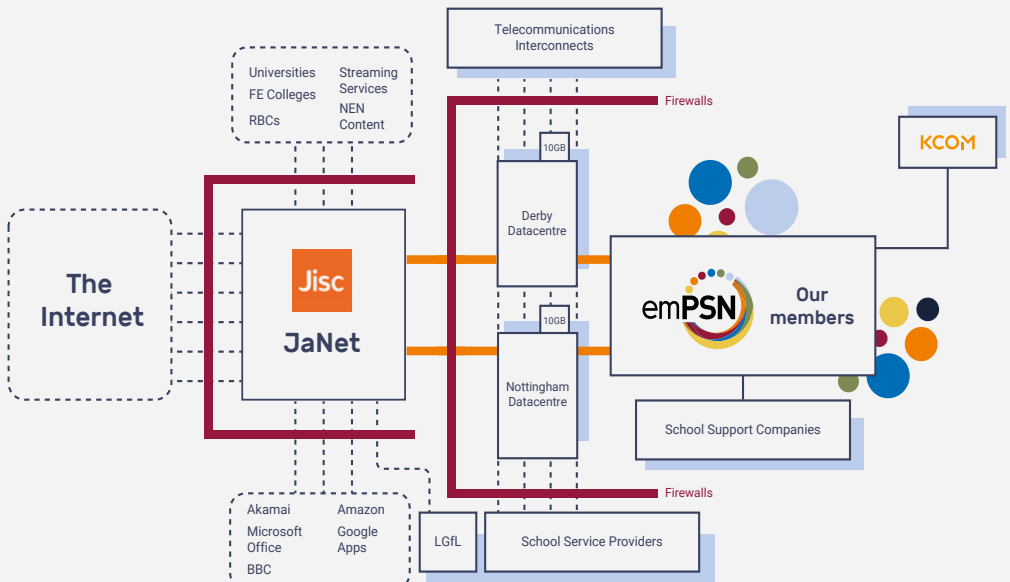 Telecommunications
Interconnects
Universities
FE Colleges
RBCs
Streaming
Services
NEN
Content
Firewalls
KCOM
10GB
Derby
Datacentre
The
Internet
Jisc
JaNet
emPSN
Our
members
10GB
Nottingham
Datacentre
School Support Companies
Firewalls
Akamai
Microsoft
Office
BBC
Amazon
Google
Apps
LGfL
School Service Providers